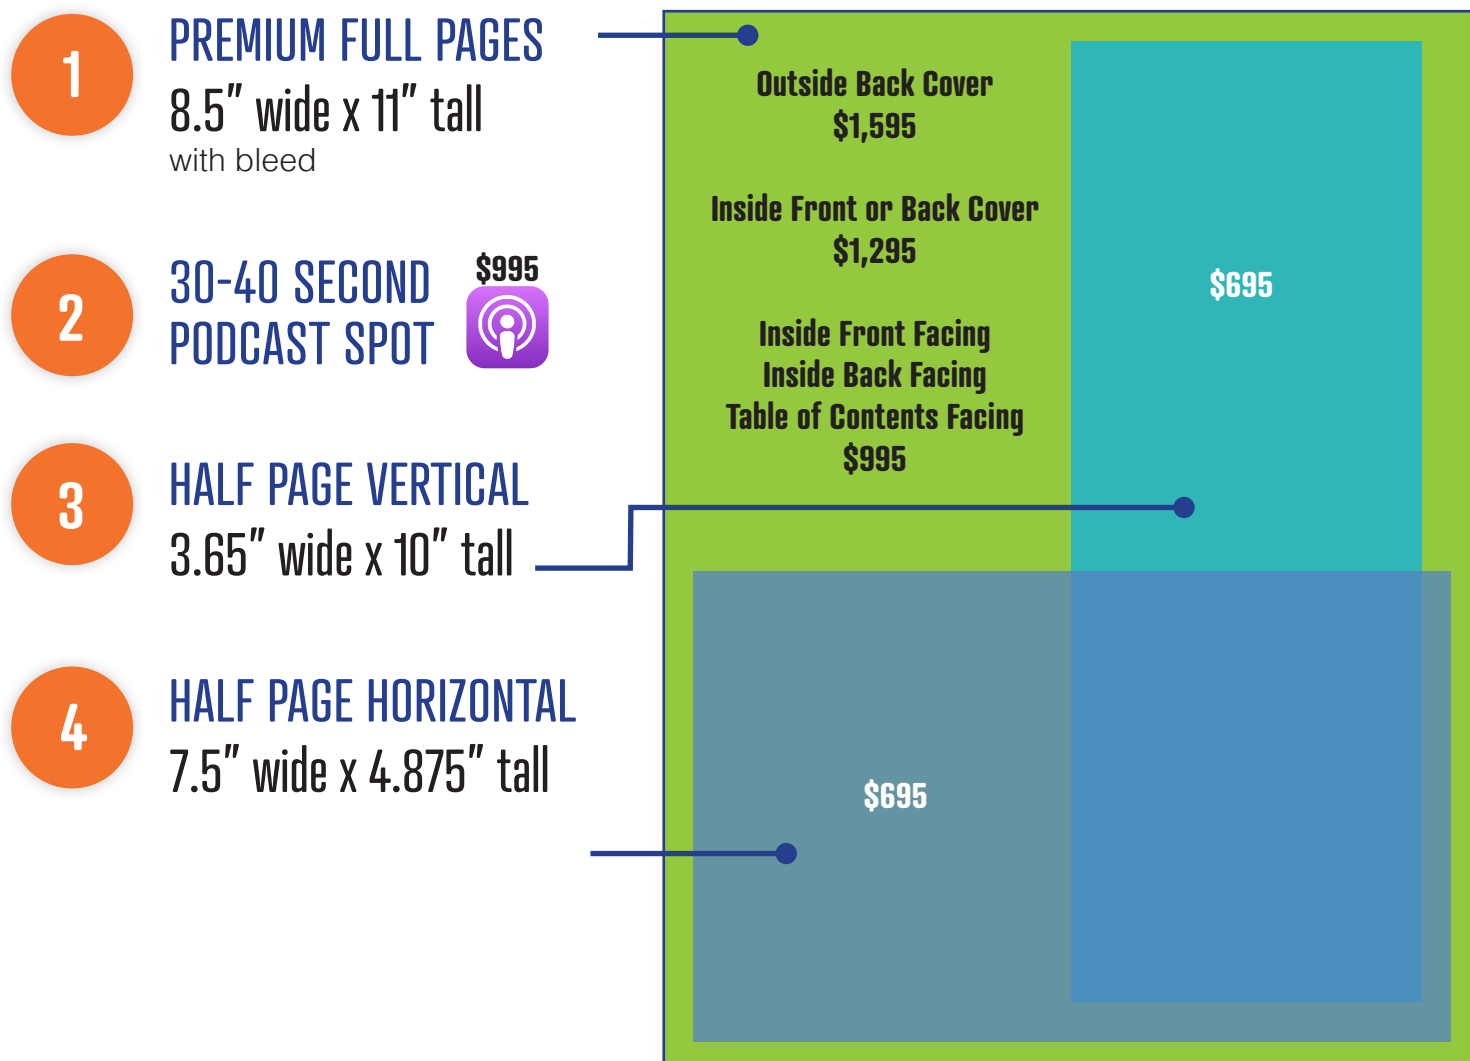 1
PREMIUM FULL PAGES
8.5” wide x 11” tall
with bleed
2
30-40 SECOND
PODCAST SPOT
$995
3
HALF PAGE VERTICAL
3.65” wide x 10” tall
4
HALF PAGE HORIZONTAL
7.5” wide x 4.875” tall
Outside Back Cover
$1,595
Inside Front or Back Cover
$1,295
Inside Front Facing
Inside Back Facing
Table of Contents Facing
$995
$695
$695